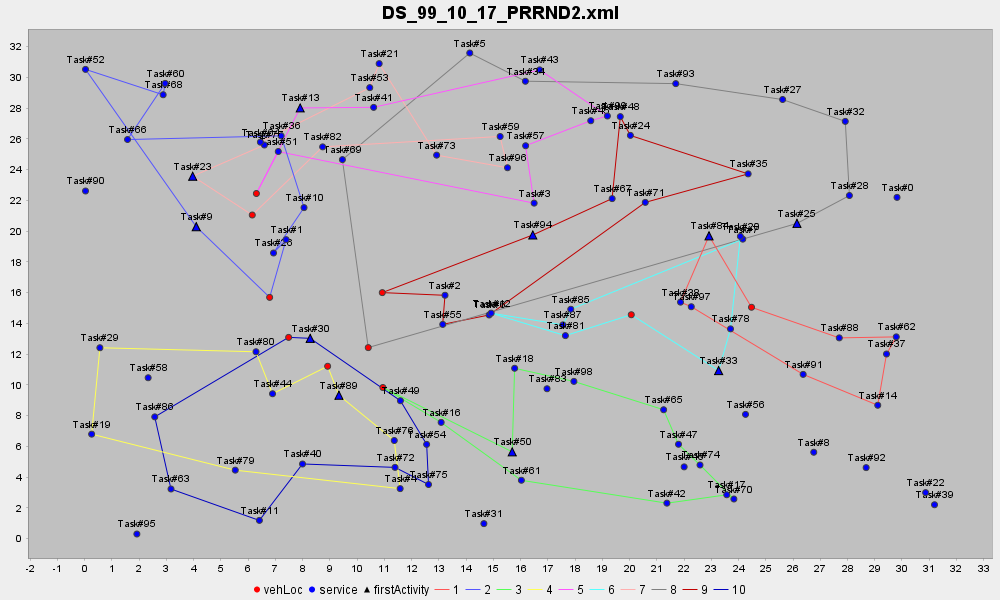 DS_99_10_17_PRRND2.xml
32
30
28
26
24
22
20
18
16
14
12
10
8
6
4
2
0
Task#5
Task#21
Task#52
Task#60
Task#68
Task#53
Task#43
Task#34
Task#93
Task#13
Task#41
Task#27
Task#48
Task#32
Task#36
Task#66
Task#51
Task#82
Task#59
Task#57
Task#24
Task#69
Task#73
Task#96
Task#23
Task#35
Task#90
Task#3
Task#67
Task#71
Task#28
Task#0
Task#10
Task#9
Task#1
Task#26
Task#94
Task#25
Task#2
Task#55
Task#85
Task#87
Task#81
Task#97
Task#78
Task#88
Task#62
Task#37
Task#29
Task#80
Task#30
Task#58
Task#44
Task#89
Task#49
Task#18
Task#83
Task#98
Task#33
Task#91
Task#14
Task#86
Task#16
Task#65
Task#56
Task#19
Task#76
Task#54
Task#50
Task#47
Task#74
Task#8
Task#92
Task#79
Task#40
Task#72
Task#4
Task#75
Task#61
Task#63
Task#42
Task#17
Task#70
Task#22
Task#39
Task#11
Task#31
Task#95
-2 -1 0 1 2 3 4 5 6 7 8 9 10 11 12 13 14 15 16 17 18 19 20 21 22 23 24 25 26 27 28 29 30 31 32 33
vehLoc service firstActivity 1 2 3 4 5 6 7 8 9 10